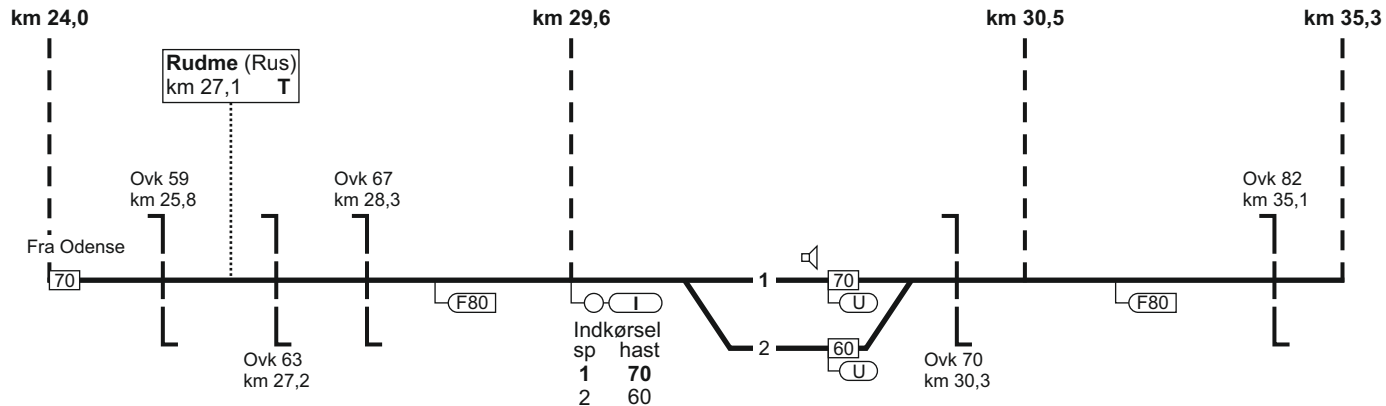 km 24,0
km 29,6
km 30,5
km 35,3
Rudme (Rus)
km 27,1 T
Ovk 59
km 25,8
Ovk 67
km 28,3
Ovk 82
km 35,1
Fra Odense
70
1
70
F80
I
U
F80
Indkørsel
sp hast
1 70
2 60
2
60
U
Ovk 63
km 27,2
Ovk 70
km 30,3